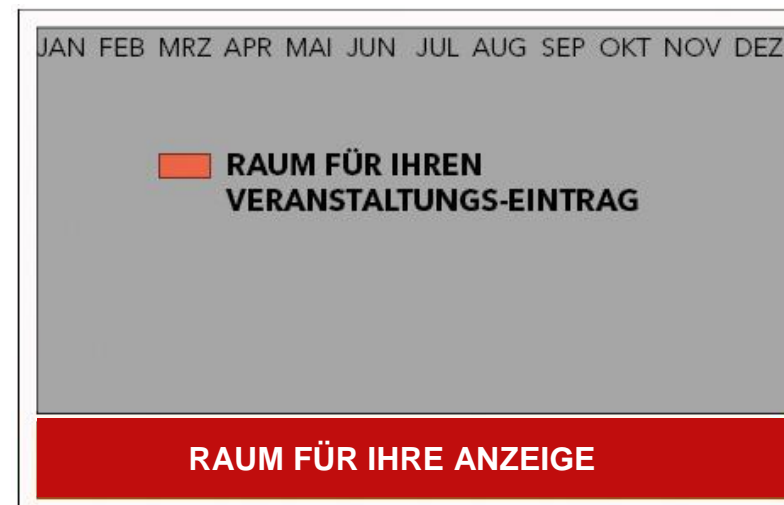 JAN FEB MRZ APR MAI JUN JUL AUG SEP OKT NOV DEZ
RAUM FÜR IHREN
VERANSTALTUNGS-EINTRAG
RAUM FÜR IHRE ANZEIGE